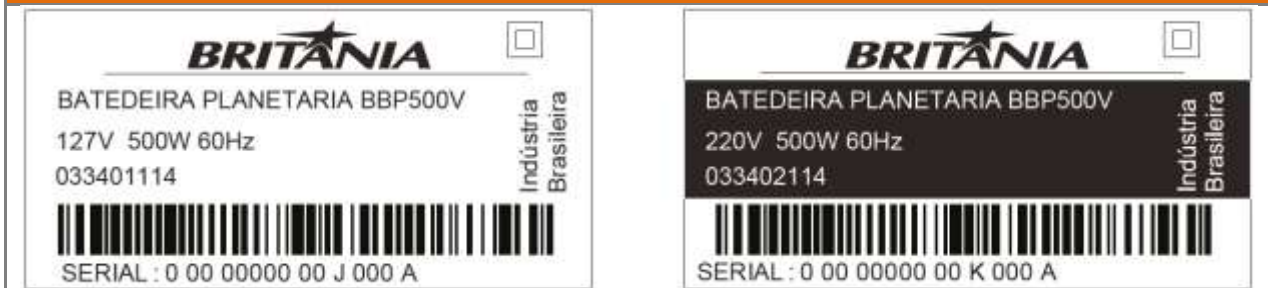 BRITANIA
BATEDEIRA PLANETARIA BBP500V
127V 500W 60Hz
033401114
Indústria
Brasileira
SERIAL : 0 00 00000 00 J 000 A
BRITANIA
BATEDEIRA PLANETARIA BBP500V
220V 500W 60Hz
033402114
Indústria
Brasileira
SERIAL : 0 00 00000 00 K 000 A